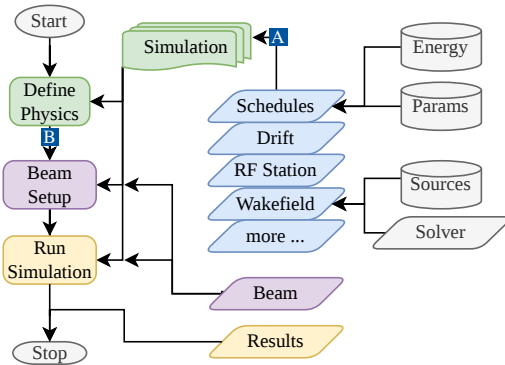 Start
Simulation
A
Energy
Define
Physics
Schedules
Params
B
Drift
Beam
Setup
RF Station
Sources
Wakefield
Run
Simulation
more ...
Solver
Beam
Results
Stop